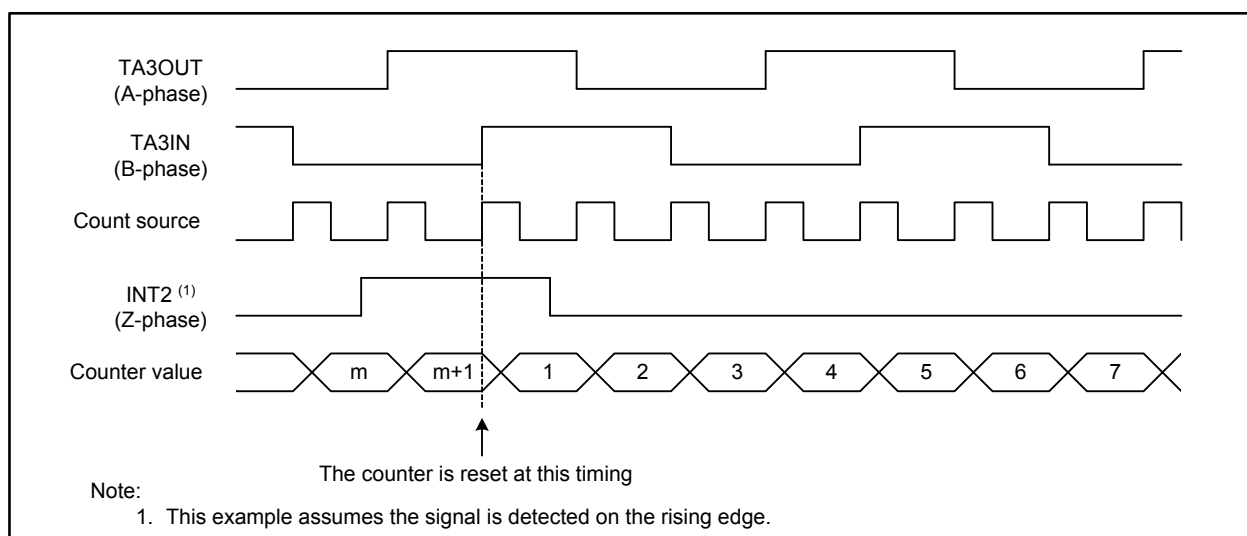 TA3OUT
(A-phase)
TA3IN
(B-phase)
Count source
INT2 (1)
(Z-phase)
Counter value
m
m+1
1
2
3
4
5
6
7
The counter is reset at this timing
Note:
1. This example assumes the signal is detected on the rising edge.